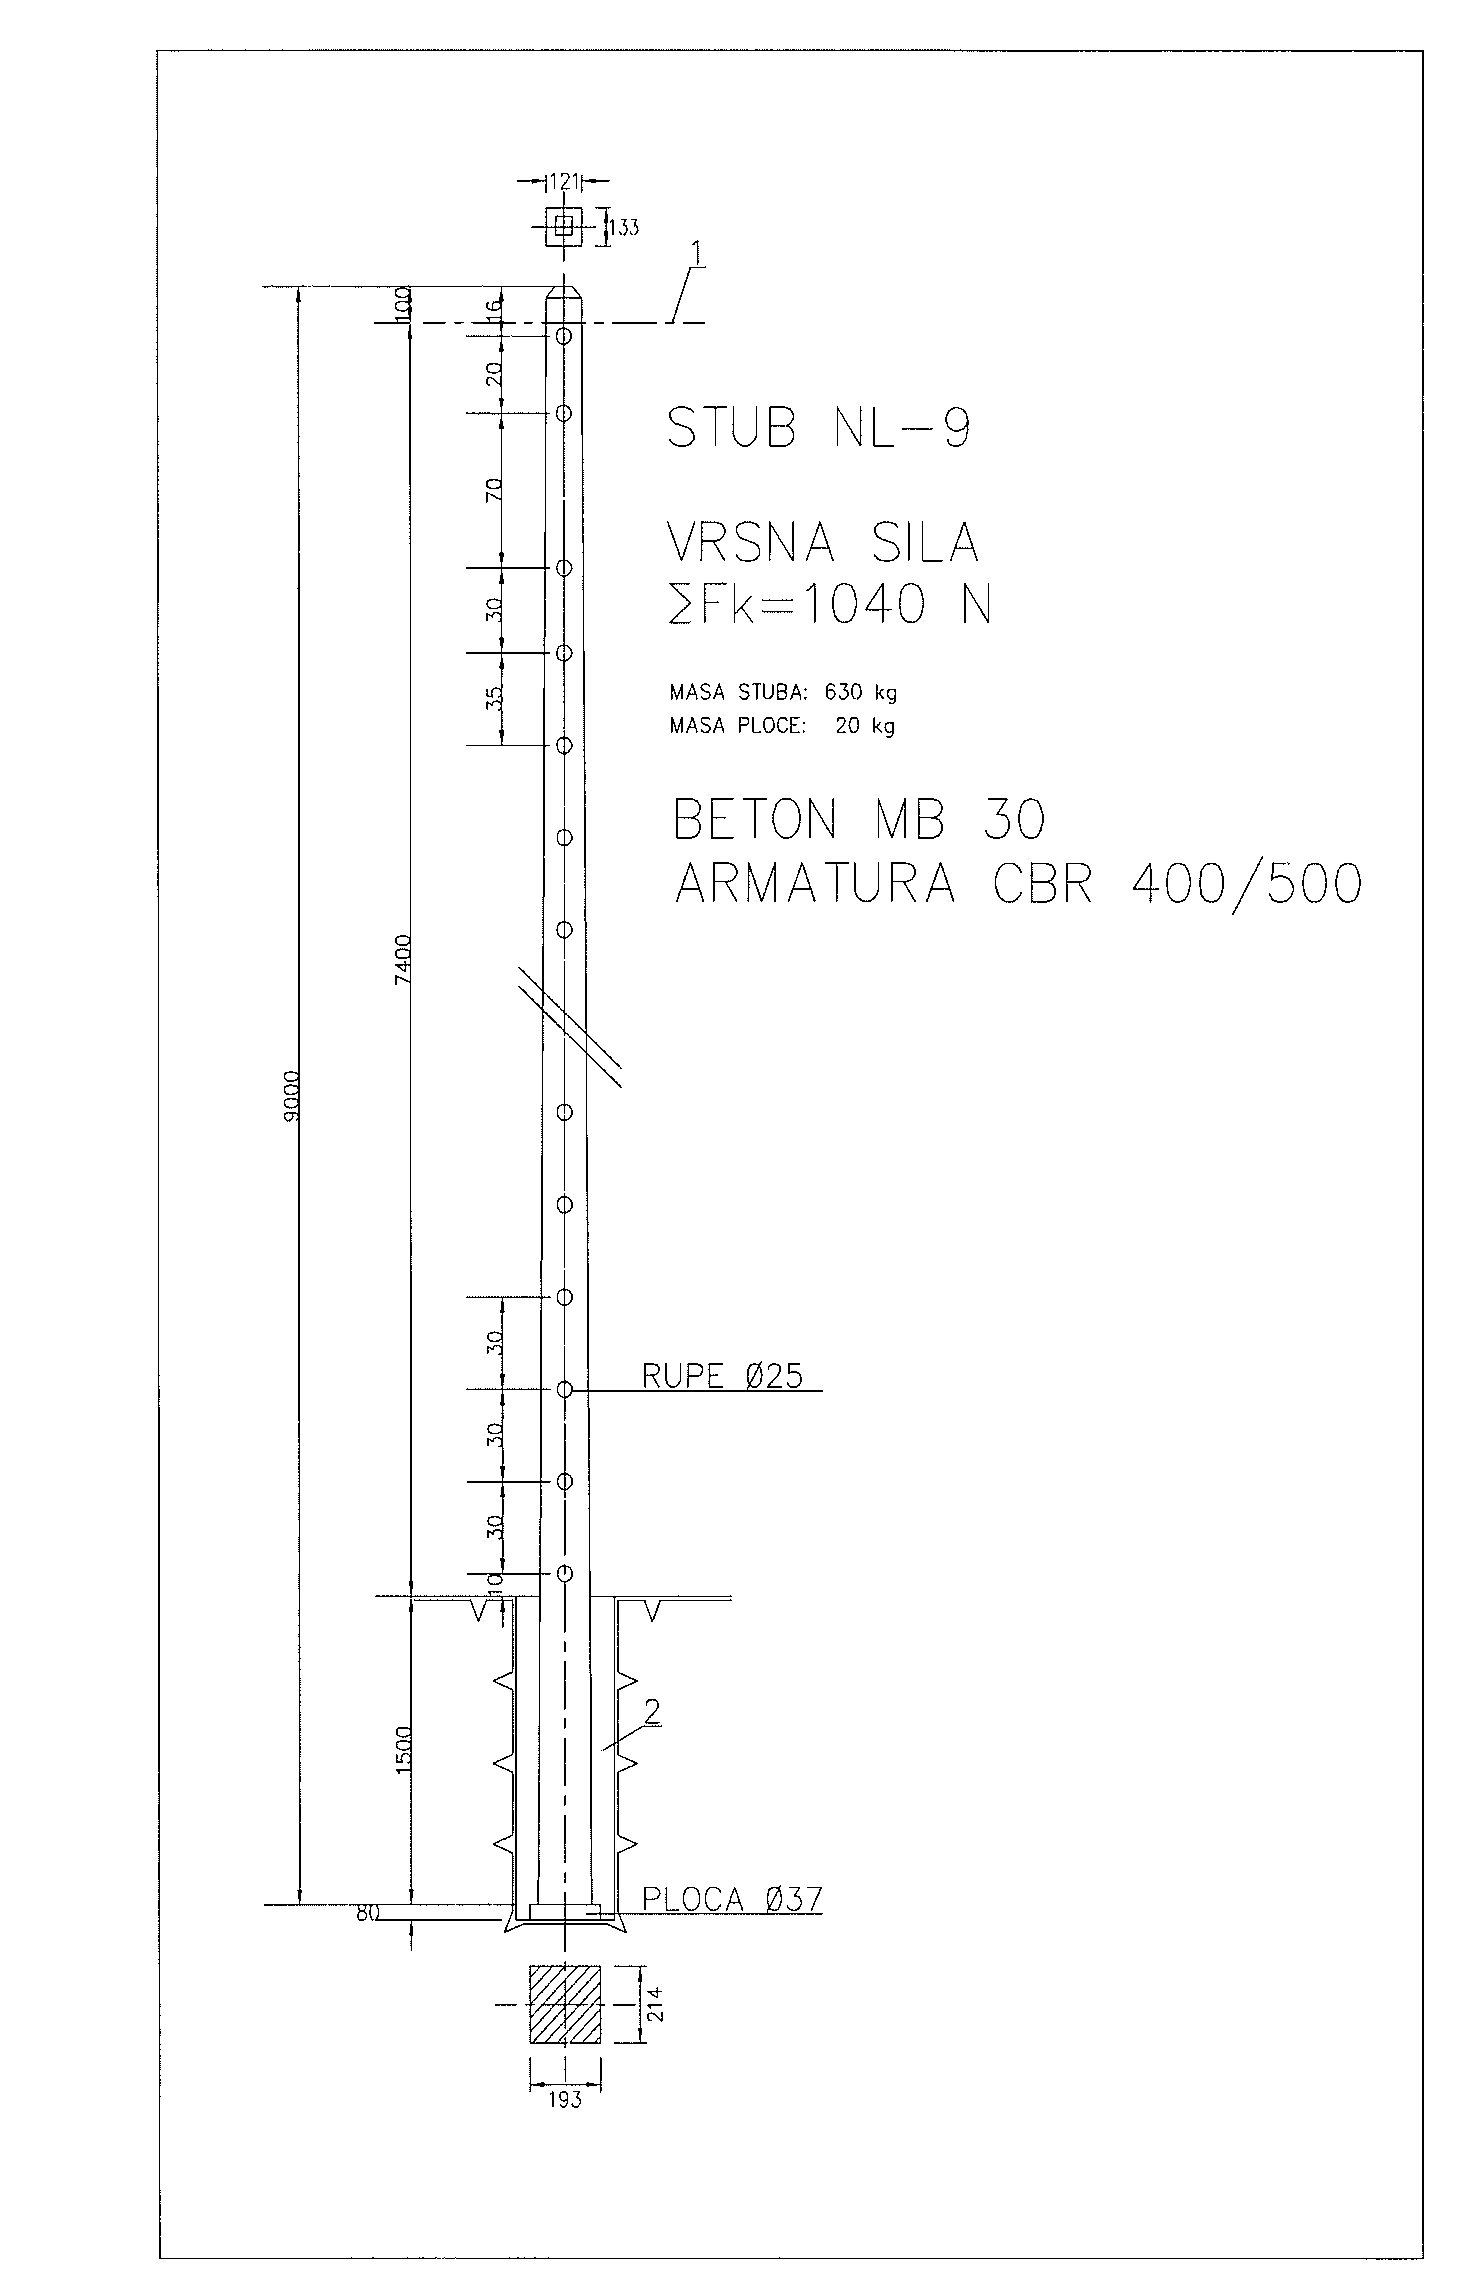 121
133
1
100
16
20
STUB NL-9
70
VRSNA SILA
ΣFk=1040 N
30
35
MASA STUBA: 630 kg
MASA PLOCE: 20 kg
BETON MB 30
ARMATURA CBR 400/500
7400
9000
30
RUPE Ø25
30
30
10
2
1500
PLOCA Ø37
80
214
193